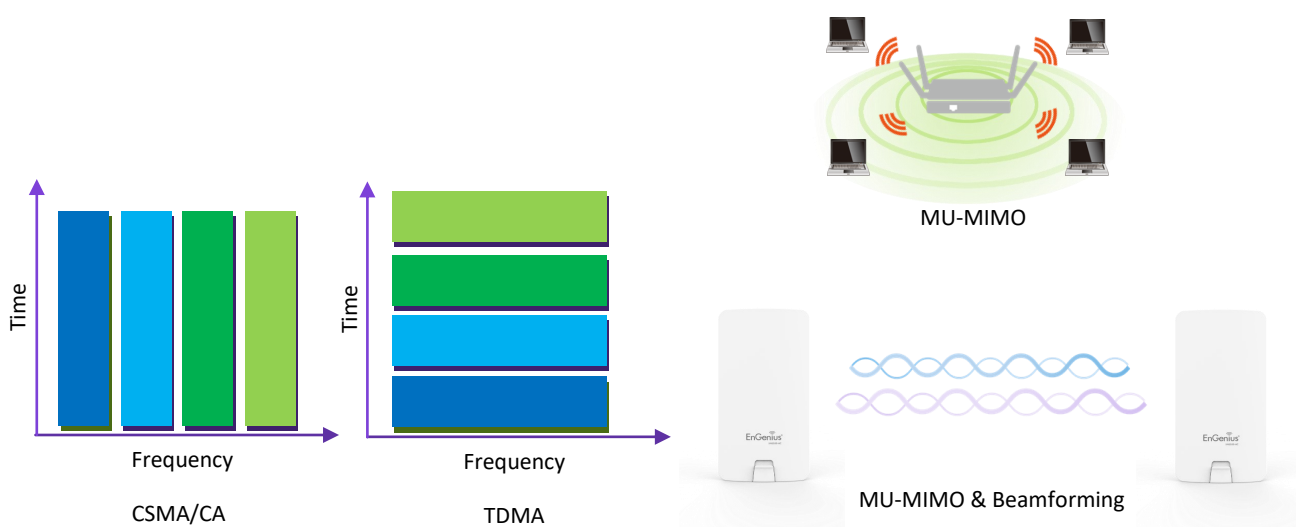 MU-MIMO
Time
Frequency
CSMA/CA
Time
Frequency
TDMA
EnGenius
EnGenius
MU-MIMO & Beamforming